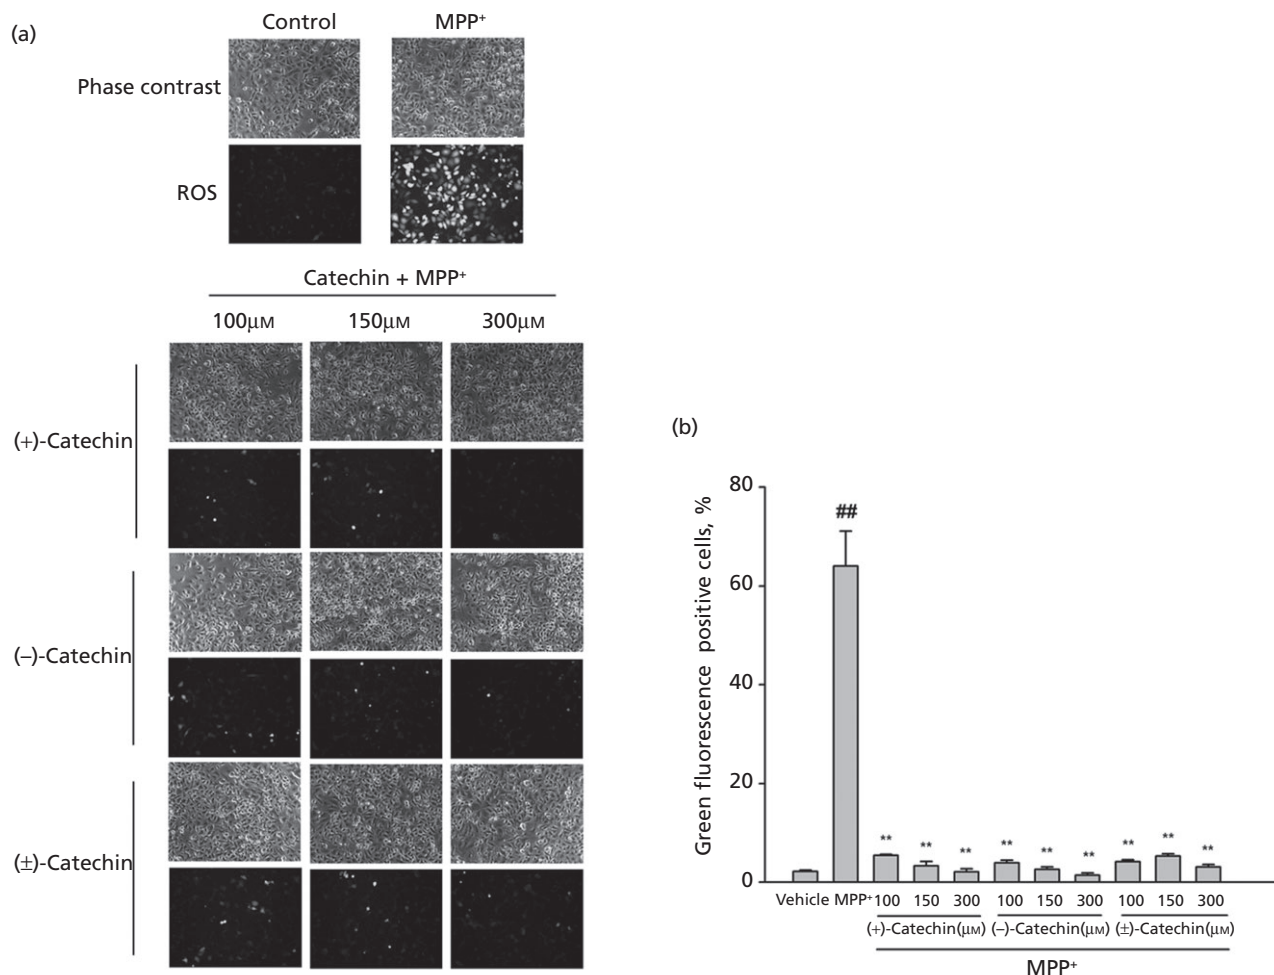 (a)
Control MPP⁺
Phase contrast
ROS
Catechin + MPP⁺
100μM 150μM 300μM
(+)-Catechin
(–)-Catechin
(±)-Catechin
(b)
Green fluorescence positive cells, %
80
60
40
20
0
##
** ** ** ** ** ** ** ** **
Vehicle MPP⁺ 100 150 300 100 150 300 100 150 300
(+)-Catechin(μM) (–)-Catechin(μM) (±)-Catechin(μM)
MPP⁺